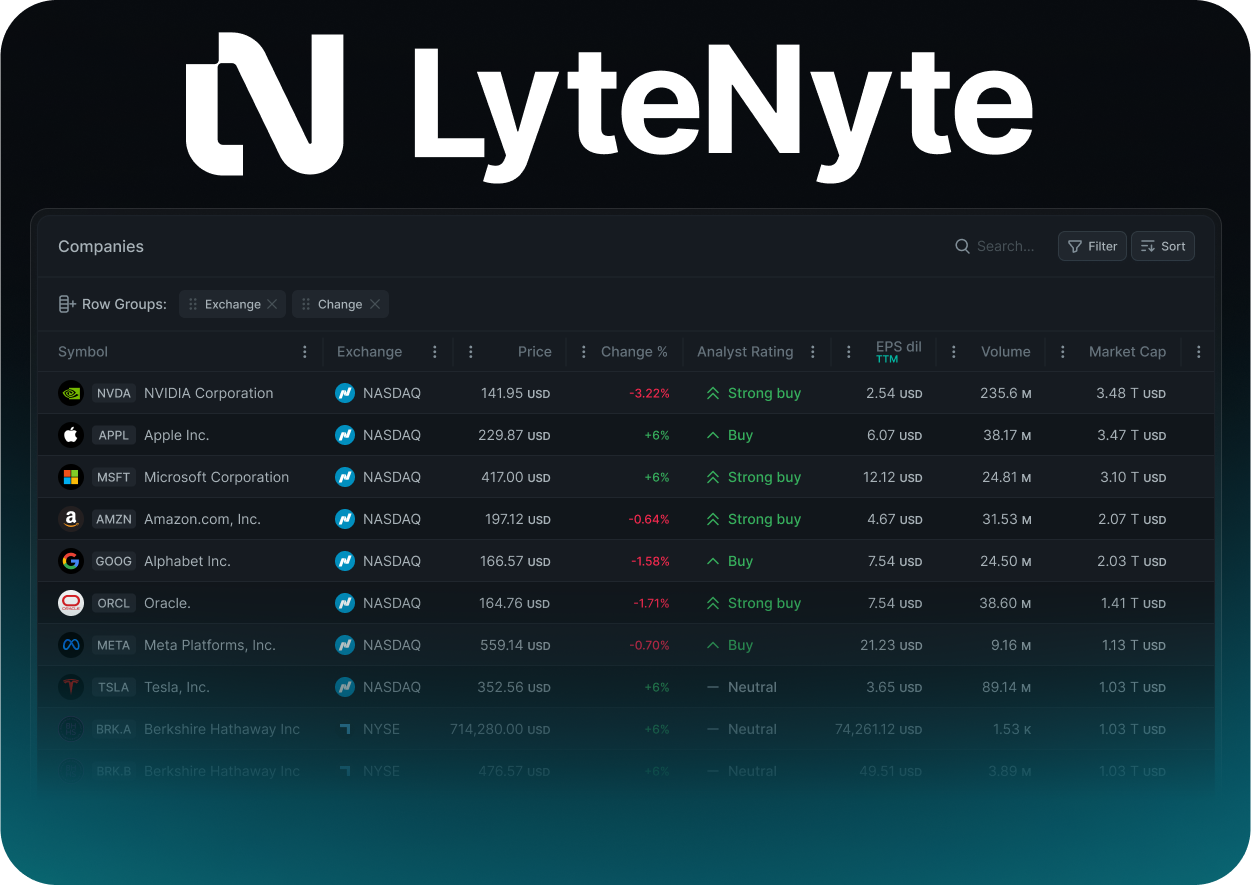 LyteNyte
Companies Search... Filter Sort
Row Groups: Exchange Change
Symbol Exchange Price Change % Analyst Rating EPS dil Volume Market Cap
TTM
NVDA NVIDIA Corporation NASDAQ 141.95 USD -3.22% Strong buy 2.54 USD 235.6 M 3.48 T USD
APPL Apple Inc. NASDAQ 229.87 USD +6% Buy 6.07 USD 38.17 M 3.47 T USD
MSFT Microsoft Corporation NASDAQ 417.00 USD +6% Strong buy 12.12 USD 24.81 M 3.10 T USD
a AMZN Amazon.com, Inc. NASDAQ 197.12 USD -0.64% Strong buy 4.67 USD 31.53 M 2.07 T USD
G GOOG Alphabet Inc. NASDAQ 166.57 USD -1.58% Buy 7.54 USD 24.50 M 2.03 T USD
ORACLE ORCL Oracle. NASDAQ 164.76 USD -1.71% Strong buy 7.54 USD 38.60 M 1.41 T USD
META Meta Platforms, Inc. NASDAQ 559.14 USD -0.70% Buy 21.23 USD 9.16 M 1.13 T USD
TSLA Tesla, Inc. NASDAQ 352.56 USD +6% Neutral 3.65 USD 89.14 M 1.03 T USD
BRK.A Berkshire Hathaway Inc NYSE 714,280.00 USD +6% Neutral 74,261.12 USD 1.53 K 1.03 T USD
BRK.B Berkshire Hathaway Inc NYSE 476.57 USD +6% Neutral 49.51 USD 3.89 M 1.03 T USD